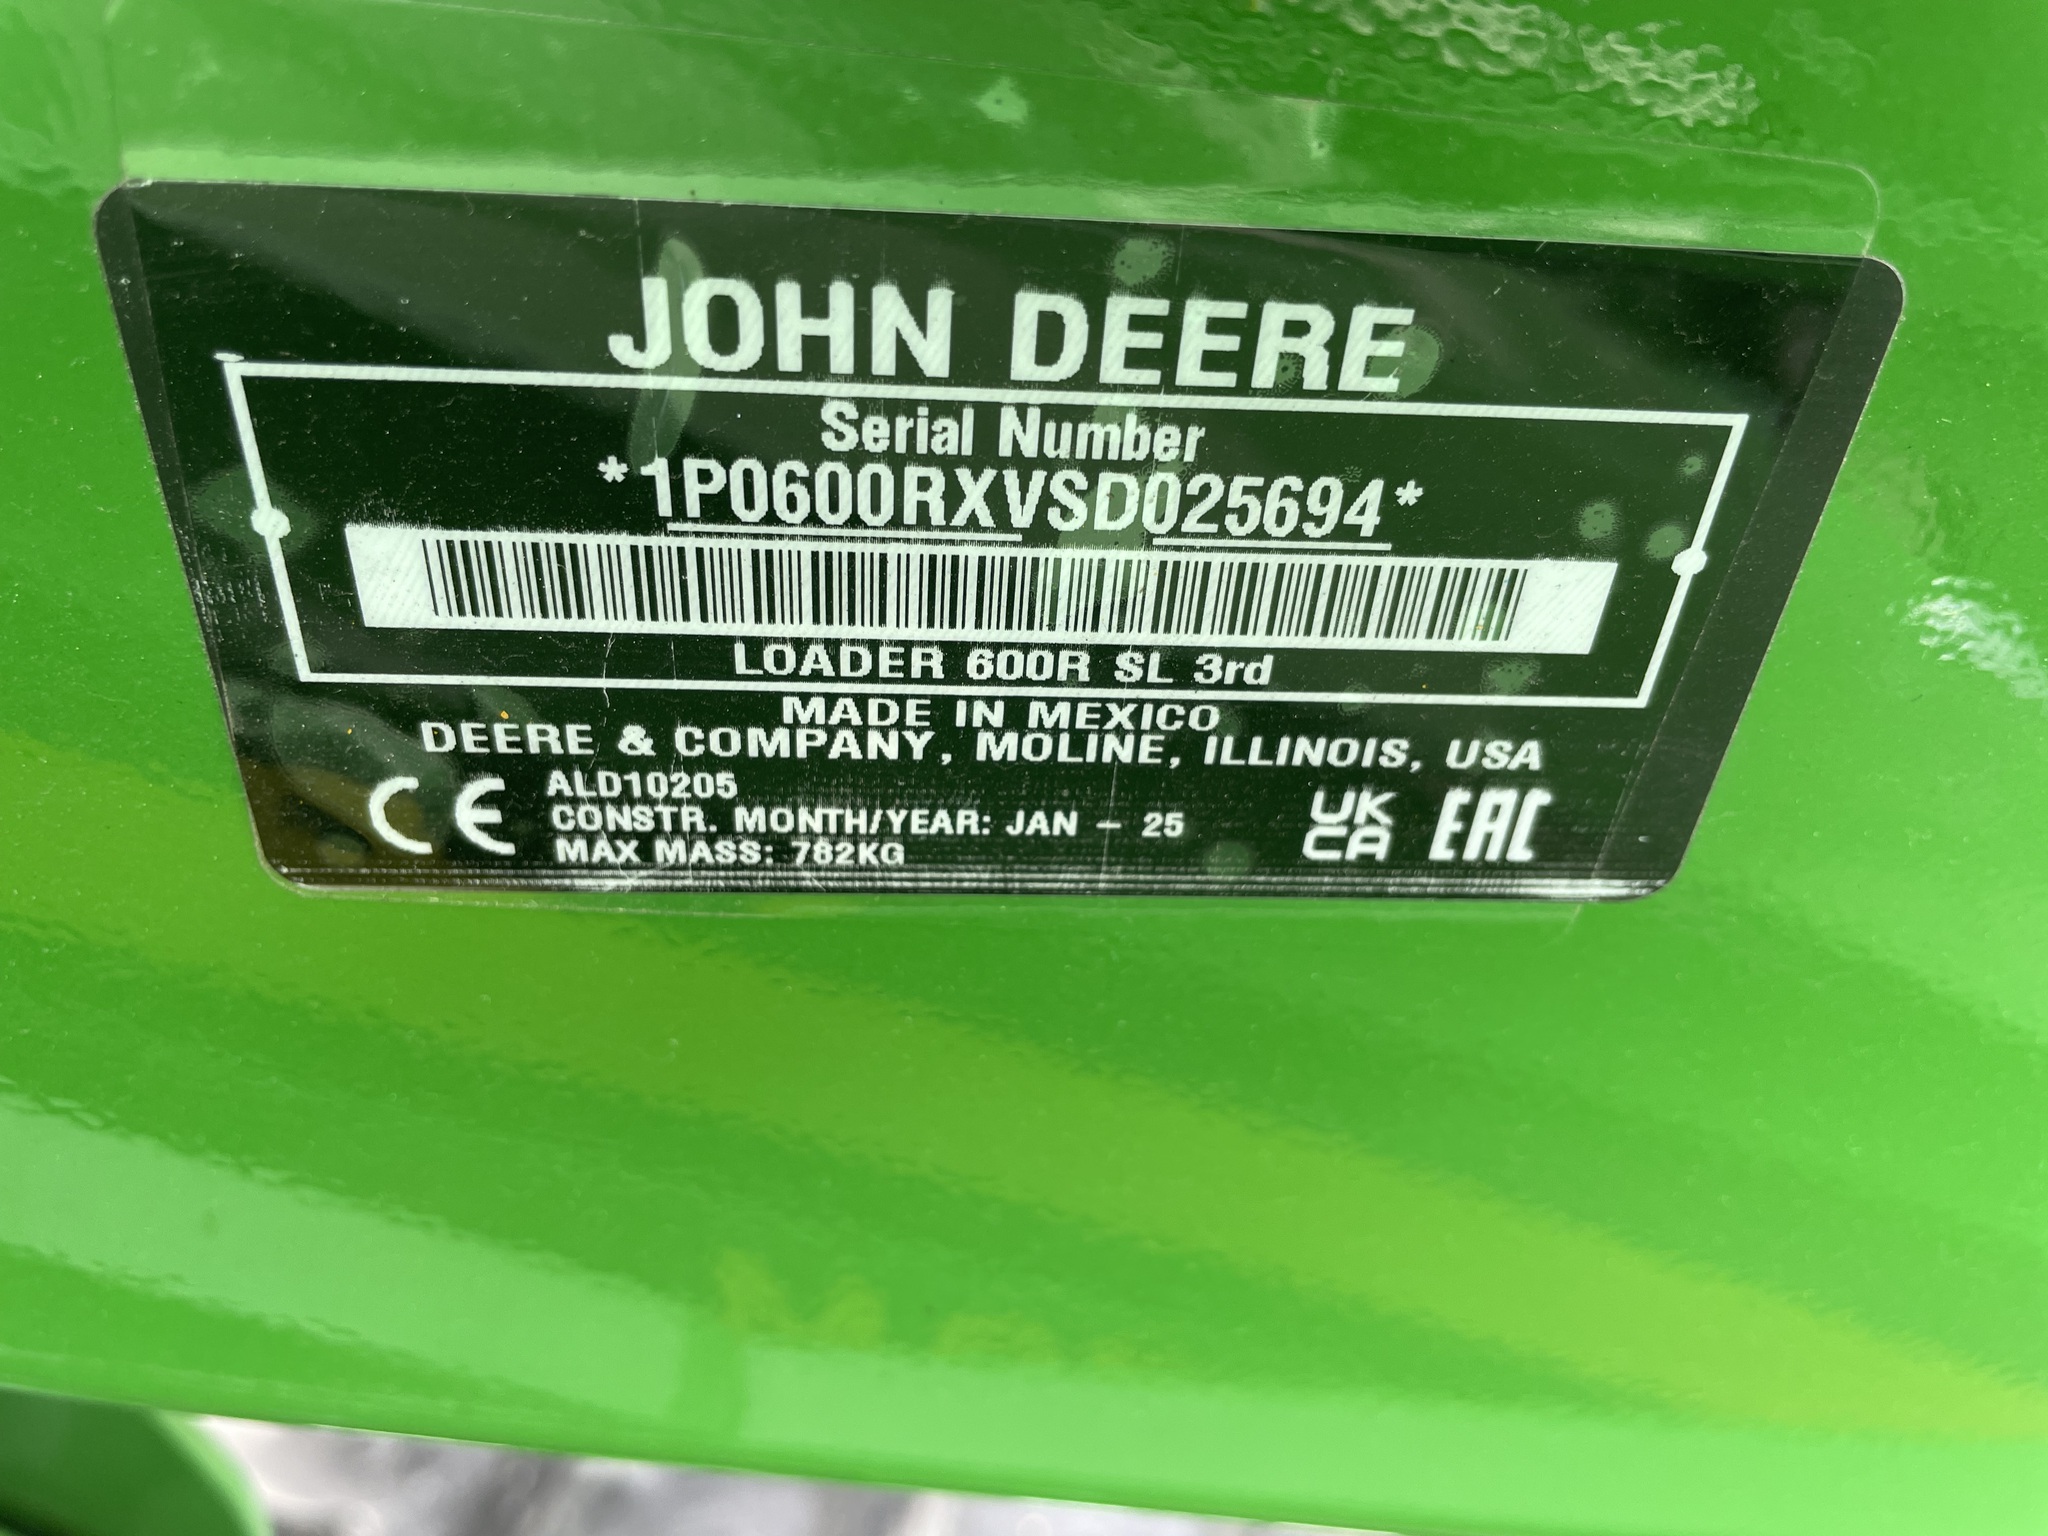 JOHN DEERE
Serial Number
*1P0600RXVSD025694*
LOADER 600R SL 3rd
MADE IN MEXICO
DEERE & COMPANY, MOLINE, ILLINOIS, USA
CE
ALD10205
CONSTR. MONTH/YEAR: JAN - 25
MAX MASS: 782KG
UK
CA
EAC